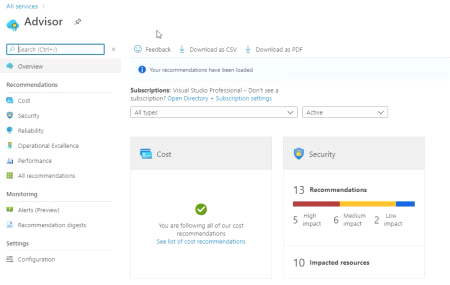 All services >
Advisor
Search (Ctrl+/)
Overview
Recommendations
Cost
Security
Reliability
Operational Excellence
Performance
All recommendations
Monitoring
Alerts (Preview)
Recommendation digests
Settings
Configuration
Feedback Download as CSV Download as PDF
Your recommendations have been loaded
Subscriptions: Visual Studio Professional – Don't see a
subscription? Open Directory + Subscription settings
All types
Active
Cost
You are following all of our cost
recommendations
See list of cost recommendations
Security
13 Recommendations
5 High impact 6 Medium impact 2 Low impact
10 Impacted resources